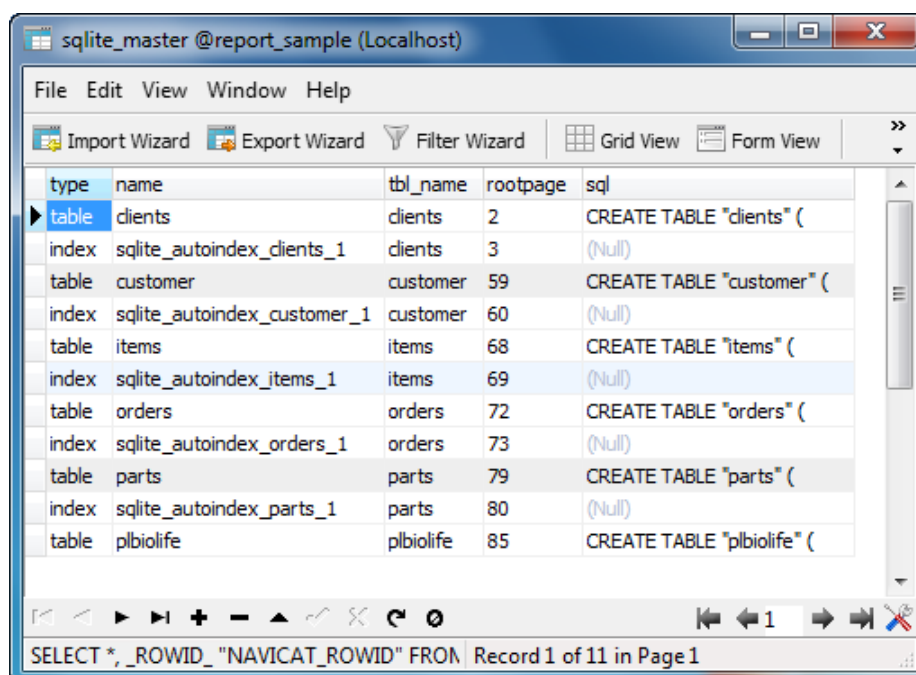 sqlite_master @report_sample (Localhost)
File Edit View Window Help
Import Wizard Export Wizard Filter Wizard Grid View Form View
type name tbl_name rootpage sql
table clients clients 2 CREATE TABLE "clients" (
index sqlite_autoindex_clients_1 clients 3 (Null)
table customer customer 59 CREATE TABLE "customer" (
index sqlite_autoindex_customer_1 customer 60 (Null)
table items items 68 CREATE TABLE "items" (
index sqlite_autoindex_items_1 items 69 (Null)
table orders orders 72 CREATE TABLE "orders" (
index sqlite_autoindex_orders_1 orders 73 (Null)
table parts parts 79 CREATE TABLE "parts" (
index sqlite_autoindex_parts_1 parts 80 (Null)
table plbiolife plbiolife 85 CREATE TABLE "plbiolife" (
1
SELECT *, _ROWID_ "NAVICAT_ROWID" FROM Record 1 of 11 in Page 1